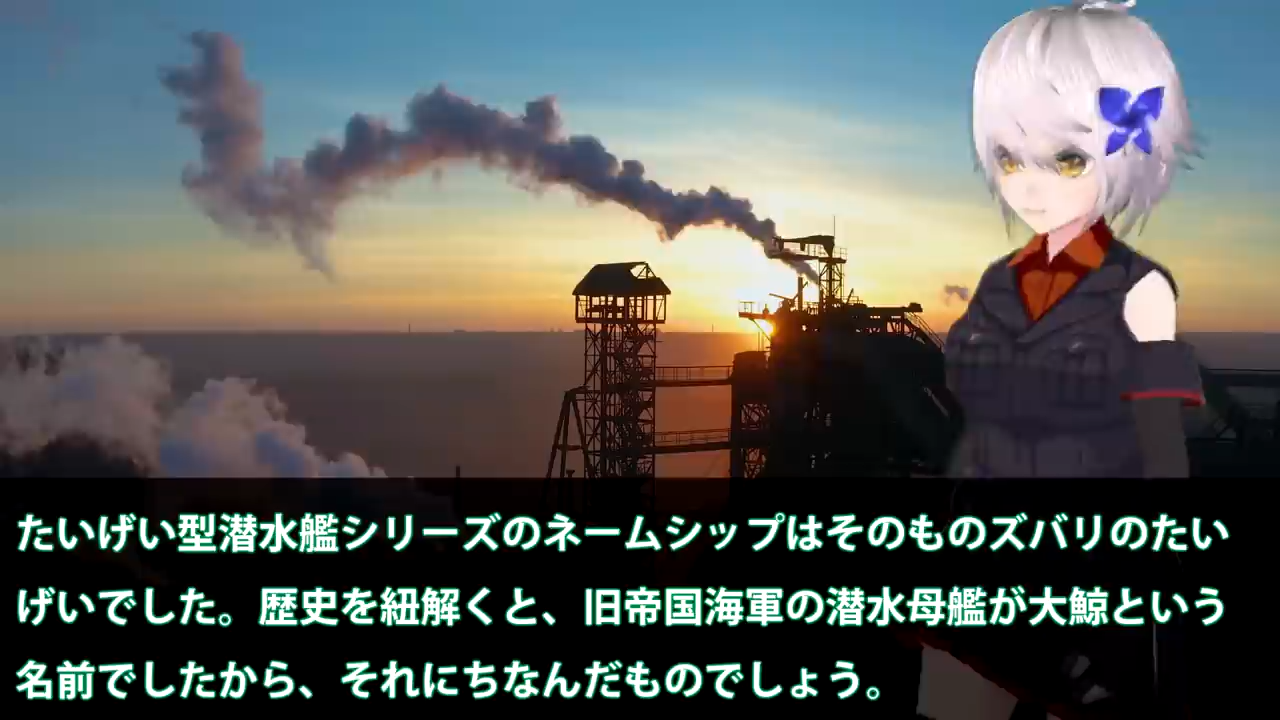 たいげい型潜水艦シリーズのネームシップはそのものズバリのたい
げいでした。歴史を紐解くと、旧帝国海軍の潜水母艦が大鯨という
名前でしたから、それにちなんだものでしょう。